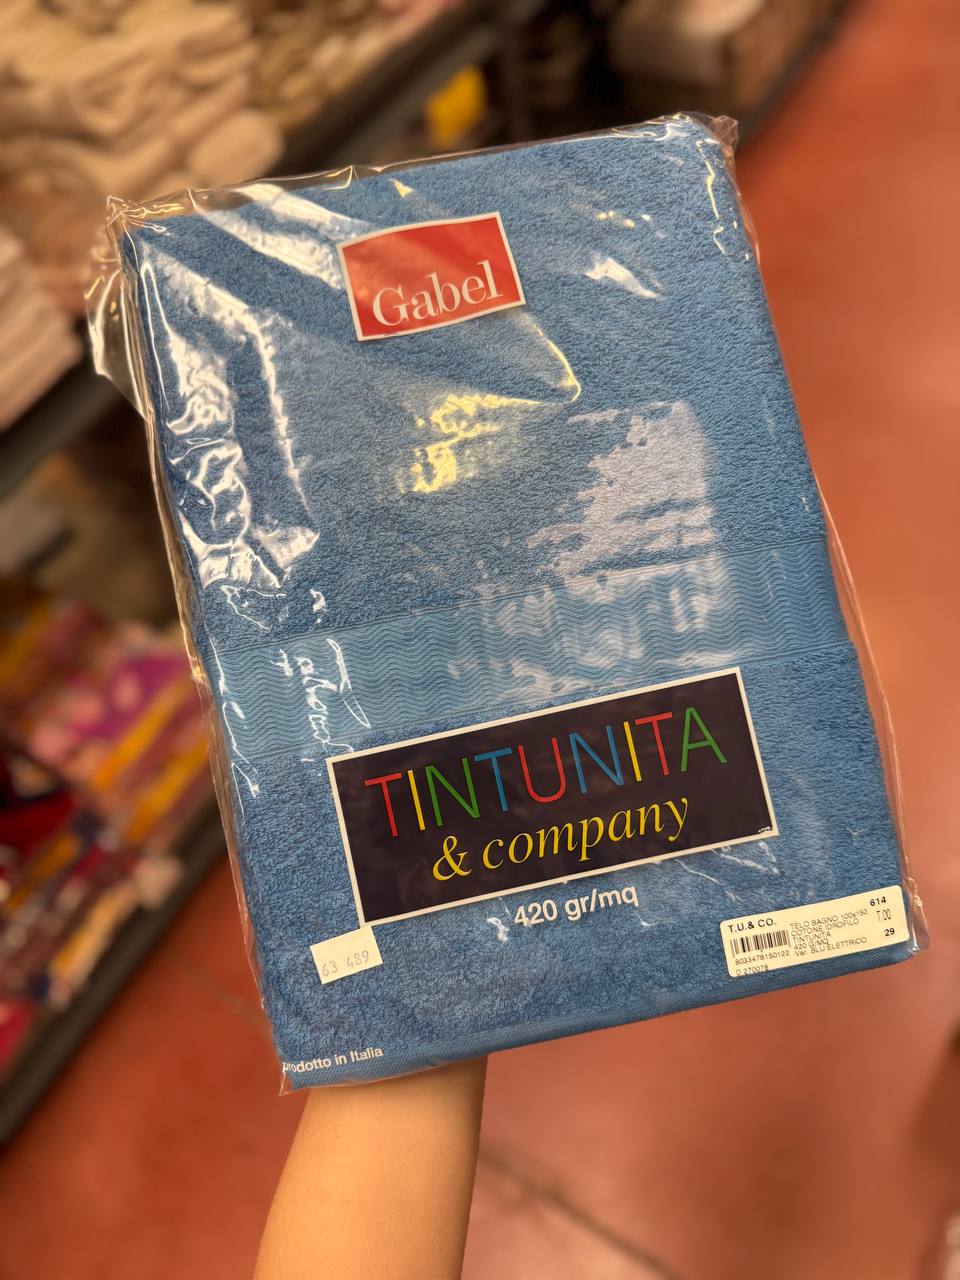 Gabel
TINTUNITA
& company
420 gr/mq
63 489
T.U.& CO.
8033478150122
D 270078
TELO BAGNO 100x150
COTONE IDROFILO
TINTUNITA
420 G/MQ
Var. BLU ELETTRICO
614
T.00
29
rodotto in Italia